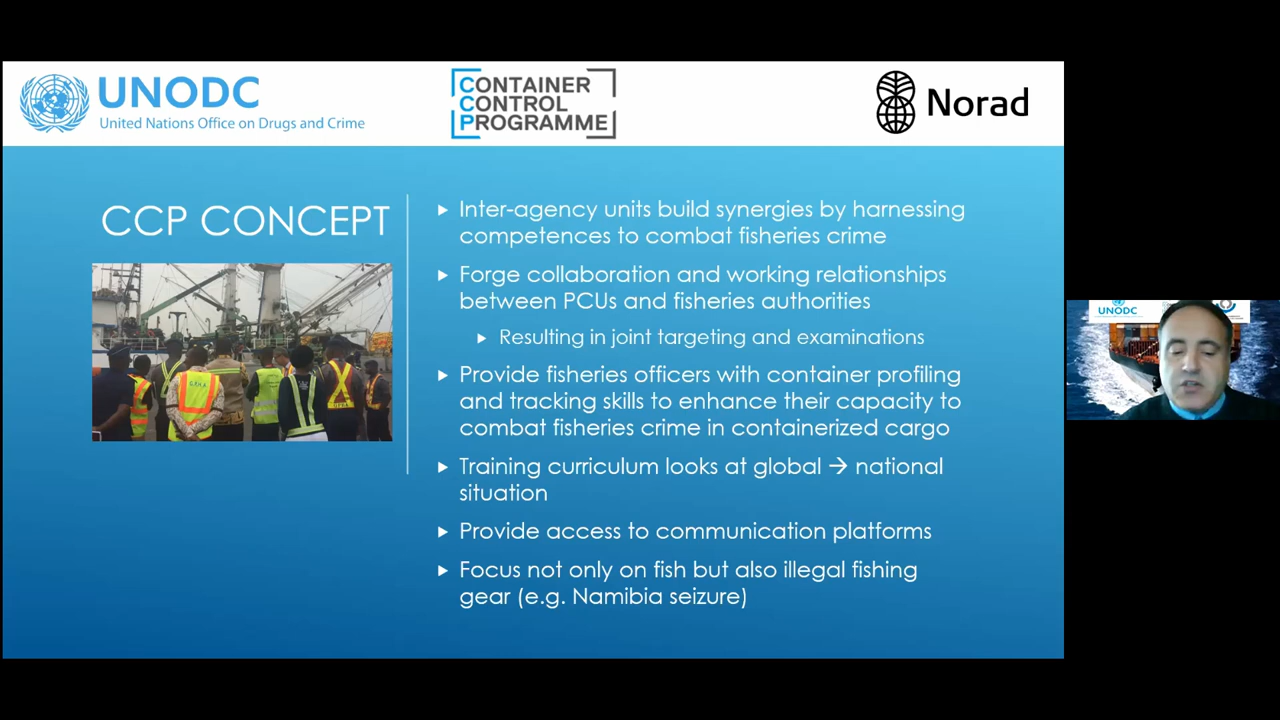 UNODC
United Nations Office on Drugs and Crime
CONTAINER
CONTROL
PROGRAMME
Norad
CCP CONCEPT
Inter-agency units build synergies by harnessing
competences to combat fisheries crime
Forge collaboration and working relationships
between PCUs and fisheries authorities
Resulting in joint targeting and examinations
Provide fisheries officers with container profiling
and tracking skills to enhance their capacity to
combat fisheries crime in containerized cargo
Training curriculum looks at global → national
situation
Provide access to communication platforms
Focus not only on fish but also illegal fishing
gear (e.g. Namibia seizure)
UNODC